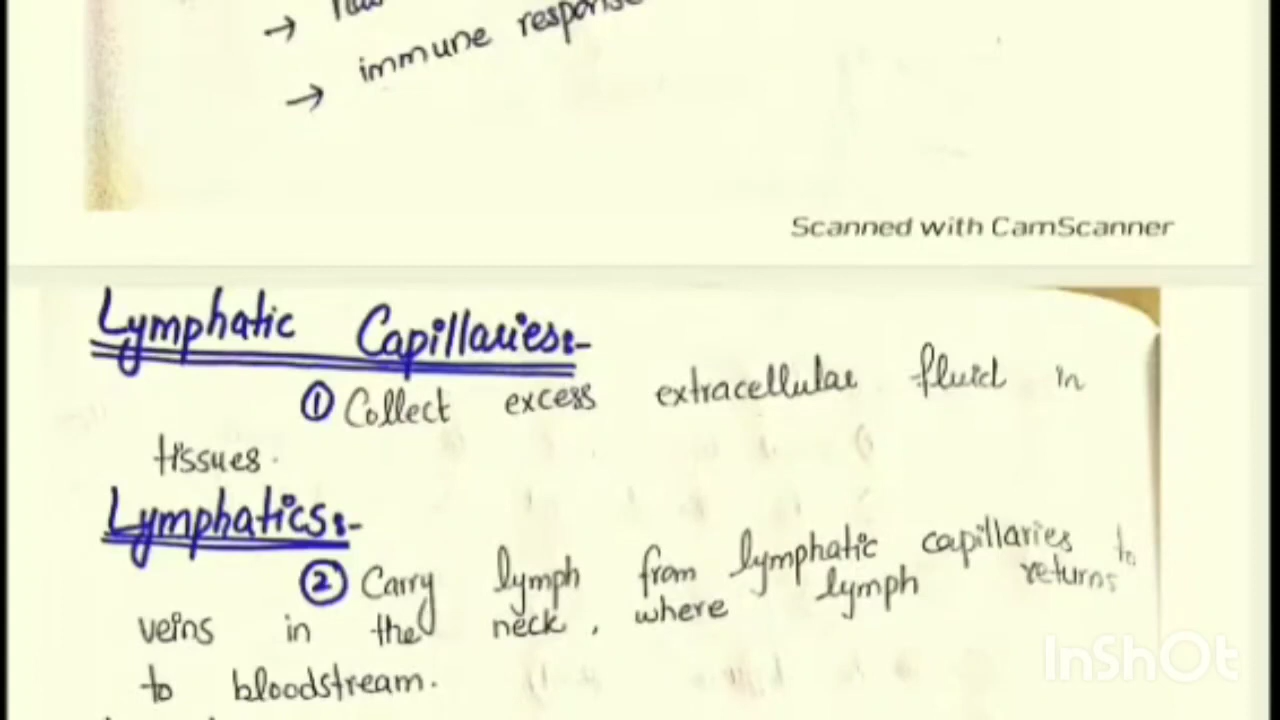 →
→ immune response
Scanned with CamScanner
Lymphatic Capillaries:-
① Collect excess extracellular fluid in
tissues.
Lymphatics:-
② Carry lymph from lymphatic capillaries to
veins in the neck, where lymph returns
to bloodstream.
InShOt